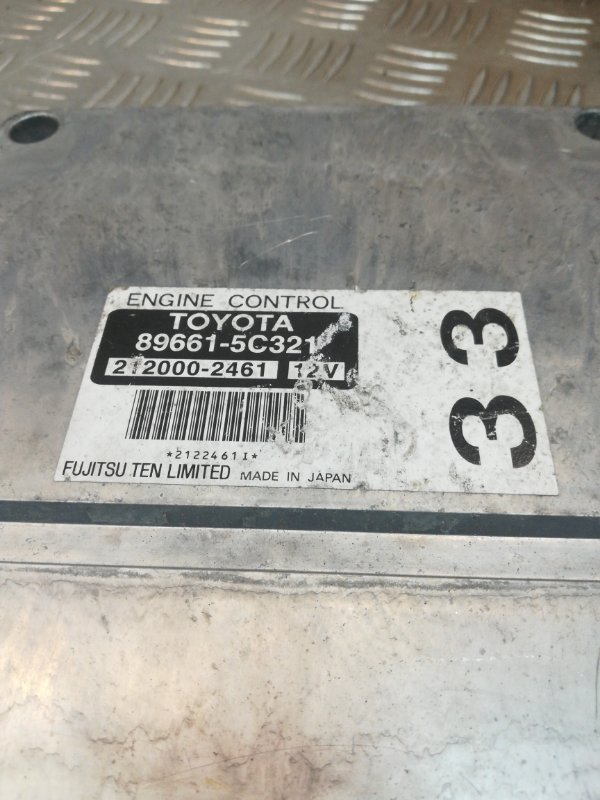 ENGINE CONTROL
TOYOTA
89661-5C321
212000-2461 12V
*2122461I*
FUJITSU TEN LIMITED MADE IN JAPAN
33